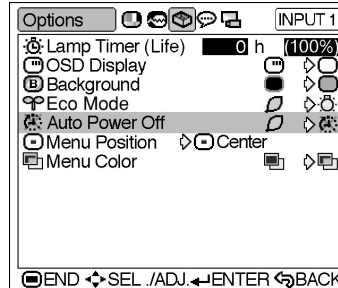 Options INPUT 1
Lamp Timer (Life) 0 h (100%)
OSD Display
B Background
Eco Mode
Auto Power Off
Menu Position Center
Menu Color
END SEL./ADJ. ENTER BACK